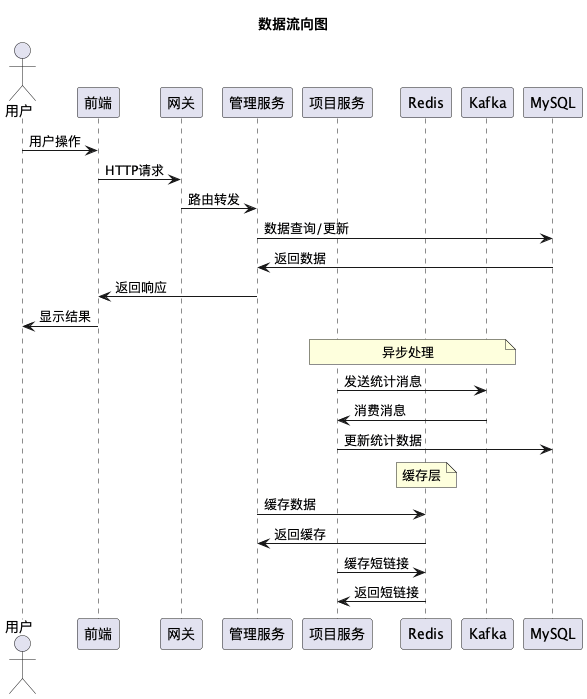 数据流向图
用户 前端 网关 管理服务 项目服务 Redis Kafka MySQL
用户操作
HTTP请求
路由转发
数据查询/更新
返回数据
返回响应
显示结果
异步处理
发送统计消息
消费消息
更新统计数据
缓存层
缓存数据
返回缓存
缓存短链接
返回短链接
用户 前端 网关 管理服务 项目服务 Redis Kafka MySQL